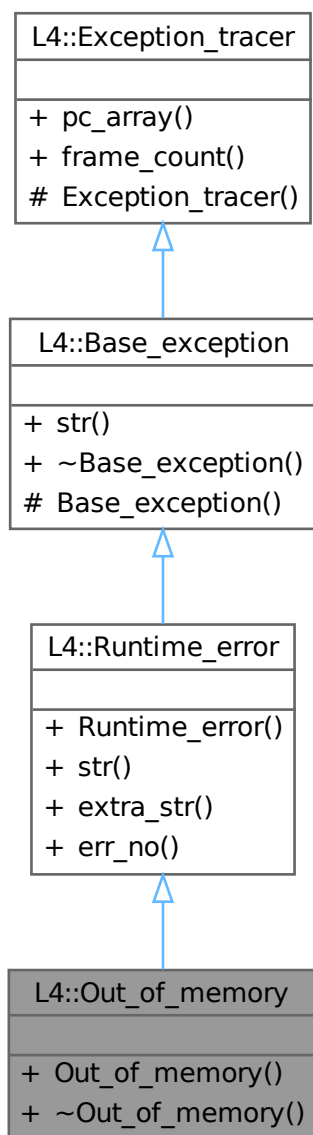 L4::Exception_tracer
+ pc_array()
+ frame_count()
# Exception_tracer()
L4::Base_exception
+ str()
+ ~Base_exception()
# Base_exception()
L4::Runtime_error
+ Runtime_error()
+ str()
+ extra_str()
+ err_no()
L4::Out_of_memory
+ Out_of_memory()
+ ~Out_of_memory()